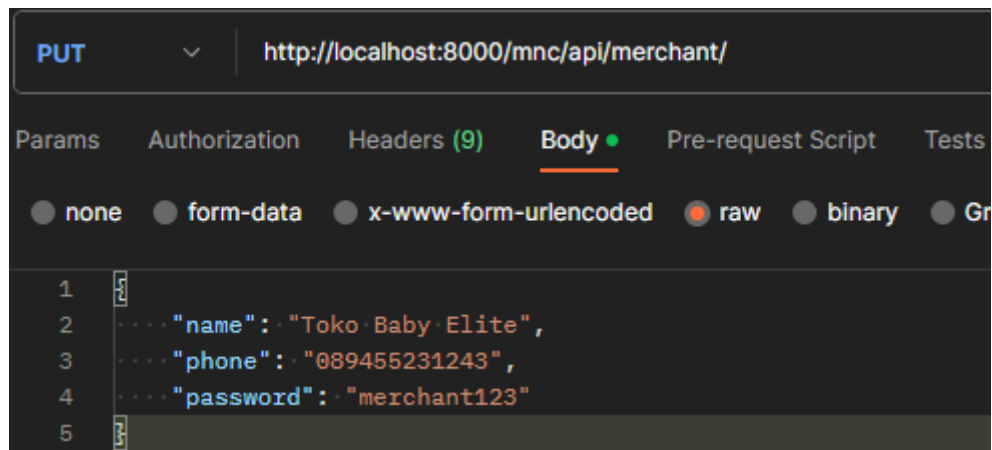 PUT http://localhost:8000/mnc/api/merchant/
Params Authorization Headers (9) Body Pre-request Script Tests
none form-data x-www-form-urlencoded raw binary Gr
1 {
2 "name": "Toko Baby Elite",
3 "phone": "089455231243",
4 "password": "merchant123"
5 }